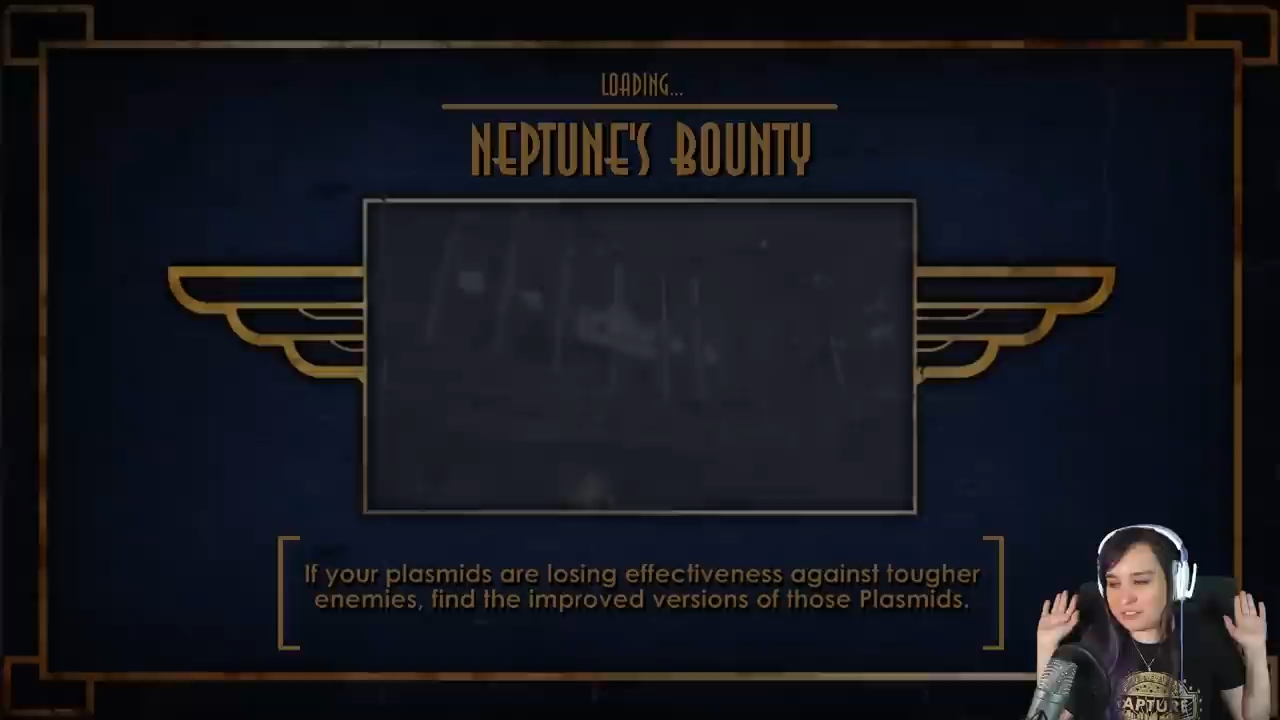 LOADING...
NEPTUNE'S BOUNTY
If your plasmids are losing effectiveness against tougher
enemies, find the improved versions of those Plasmids.
APTURE